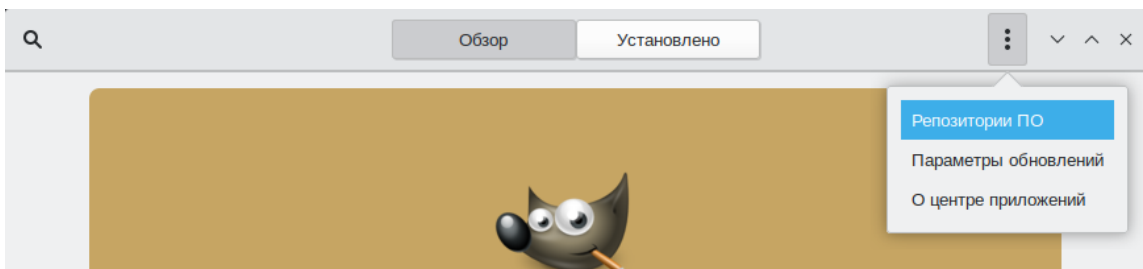 Обзор
Установлено
Репозитории ПО
Параметры обновлений
О центре приложений